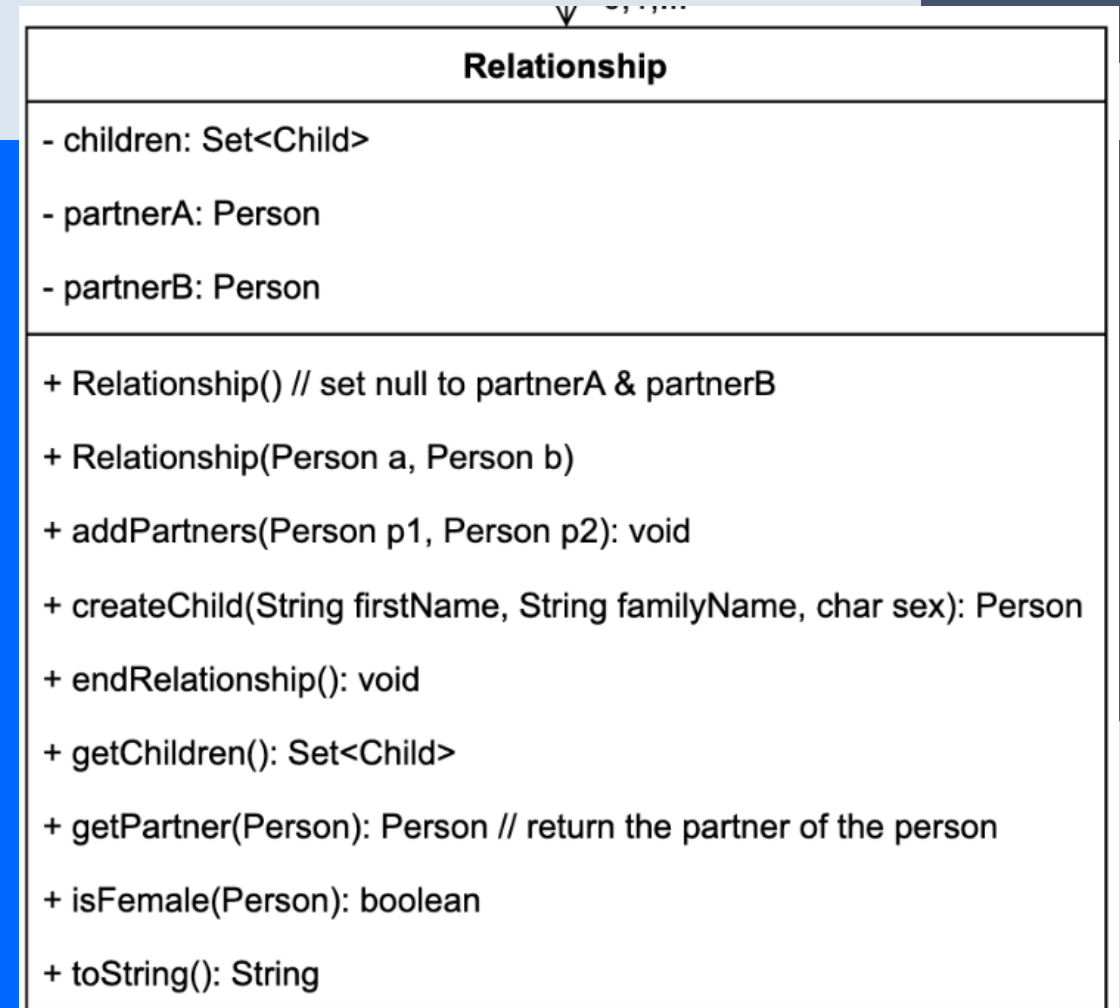 Relationship
- children: Set<Child>
- partnerA: Person
- partnerB: Person
+ Relationship() // set null to partnerA & partnerB
+ Relationship(Person a, Person b)
+ addPartners(Person p1, Person p2): void
+ createChild(String firstName, String familyName, char sex): Person
+ endRelationship(): void
+ getChildren(): Set<Child>
+ getPartner(Person): Person // return the partner of the person
+ isFemale(Person): boolean
+ toString(): String